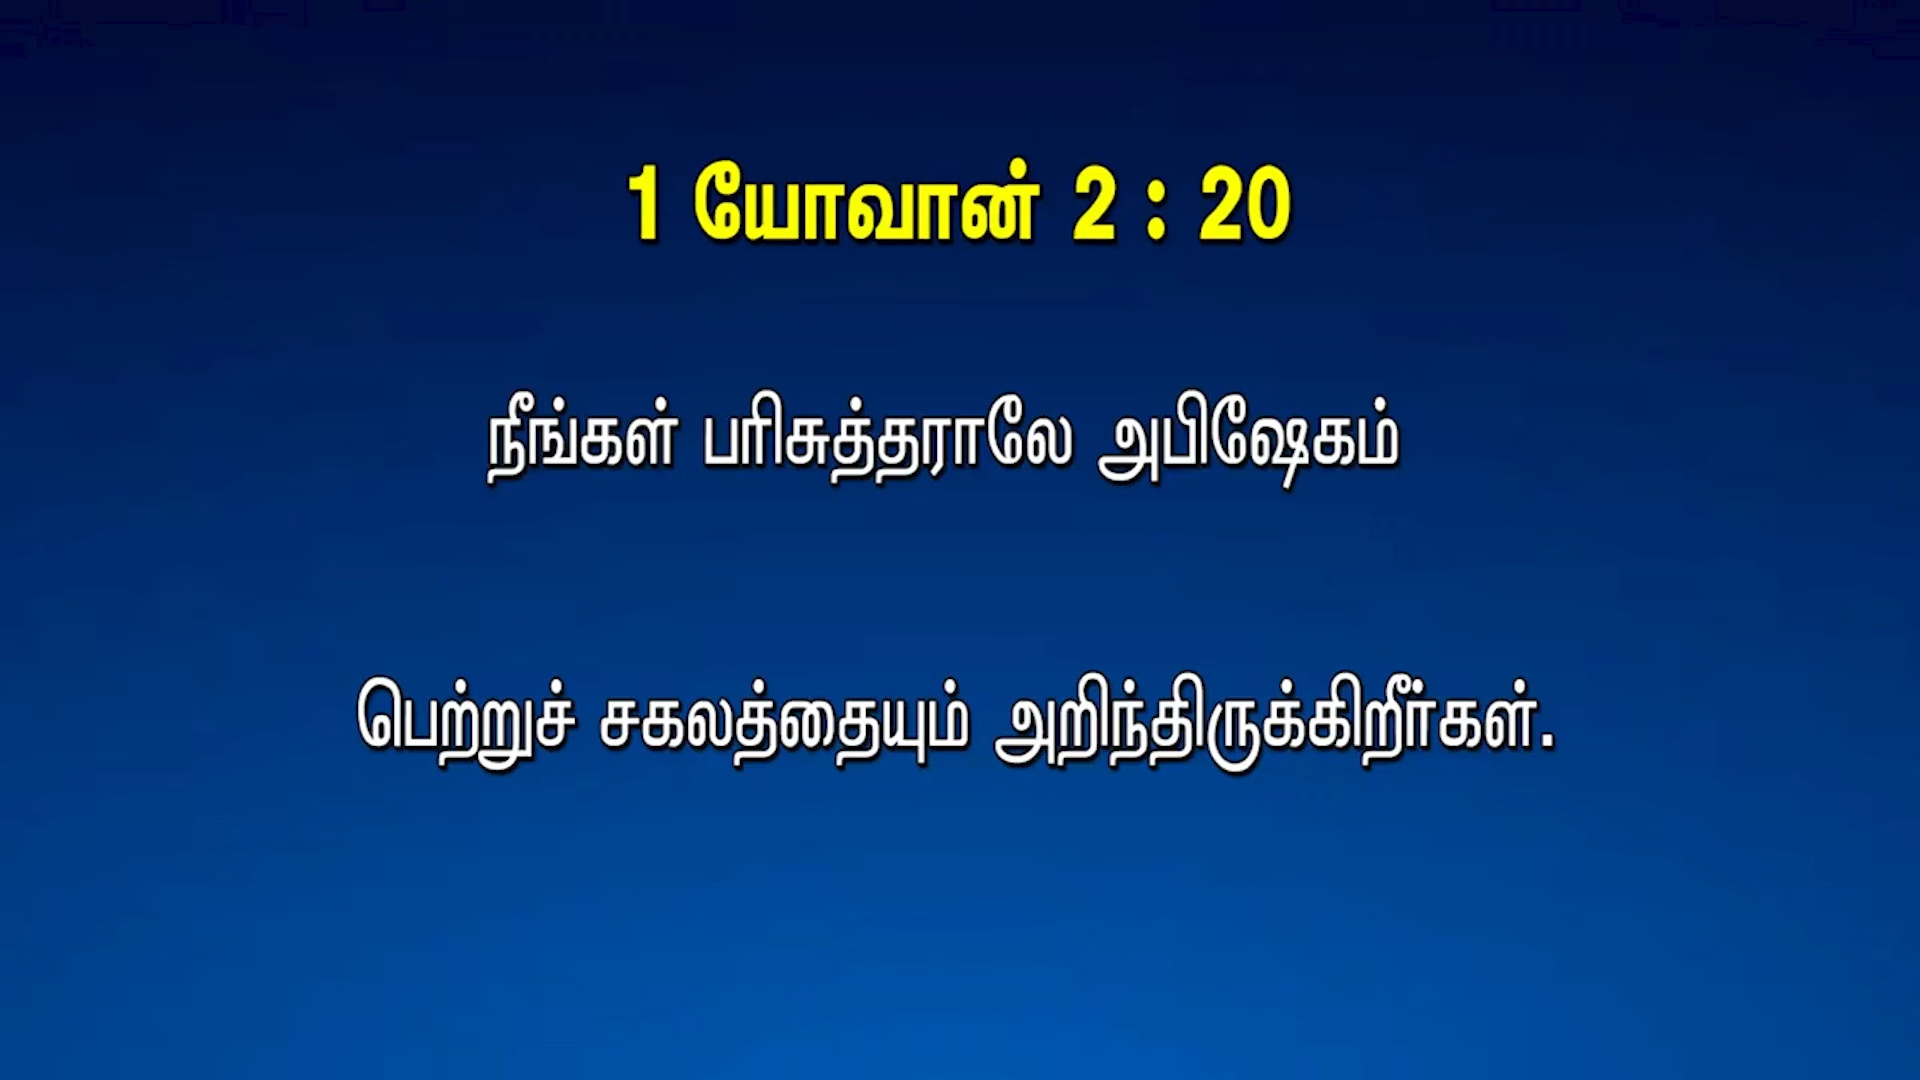 1 யோவான் 2 : 20
நீங்கள் பரிசுத்தராலே அபிஷேகம்
பெற்றுச் சகலத்தையும் அறிந்திருக்கிறீர்கள்.